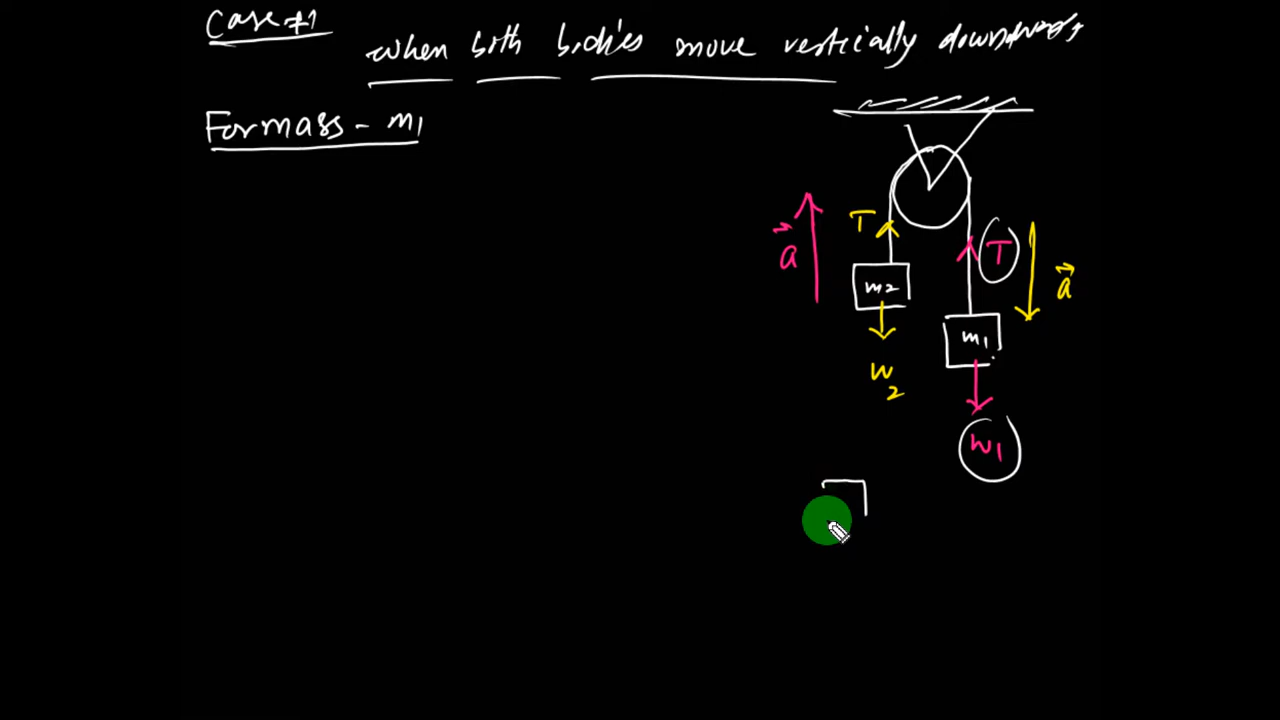 Case #1
When both bodies move vertically downwards
For mass - m1
T
T
a
a
m2
m1
W2
W1